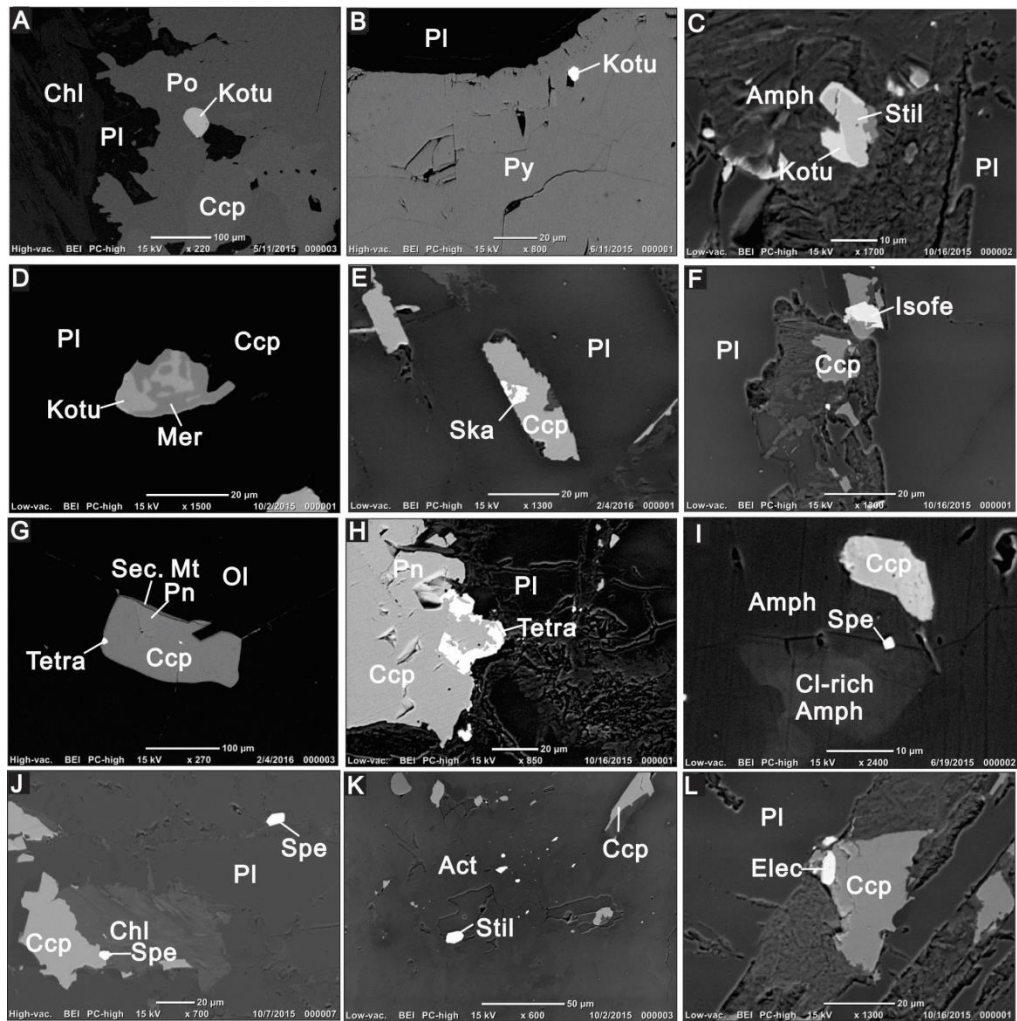 A
Chl
Po
Kotu
Pl
Ccp
100 µm
High-vac. BEI PC-high 15 kV x 220 5/11/2015 000003
B
Pl
Kotu
Py
20 µm
High-vac. BEI PC-high 15 kV x 800 6/11/2015 000001
C
Amph
Stil
Kotu
Pl
10 µm
Low-vac. BEI PC-high 15 kV x 1700 10/16/2015 000002
D
Pl
Ccp
Kotu
Mer
20 µm
Low-vac. BEI PC-high 15 kV x 1500 10/2/2015 000001
E
Pl
Ska
Ccp
20 µm
Low-vac. BEI PC-high 15 kV x 1300 2/4/2016 000001
F
Isofe
Pl
Ccp
20 µm
Low-vac. BEI PC-high 15 kV x 1300 10/16/2015 000001
G
Sec. Mt
Pn
Ol
Tetra
Ccp
100 µm
High-vac. BEI PC-high 15 kV x 270 2/4/2016 000003
H
Pn
Pl
Tetra
Ccp
20 µm
Low-vac. BEI PC-high 15 kV x 850 10/16/2015 000001
I
Ccp
Amph
Spe
Cl-rich
Amph
10 µm
Low-vac. BEI PC-high 15 kV x 2400 6/19/2015 000002
J
Spe
Pl
Chl
Ccp
Spe
20 µm
Low-vac. BEI PC-high 15 kV x 700 10/7/2015 000007
K
Ccp
Act
Stil
50 µm
Low-vac. BEI PC-high 15 kV x 600 10/2/2015 000003
L
Pl
Elec
Ccp
20 µm
Low-vac. BEI PC-high 15 kV x 1300 10/16/2015 000001